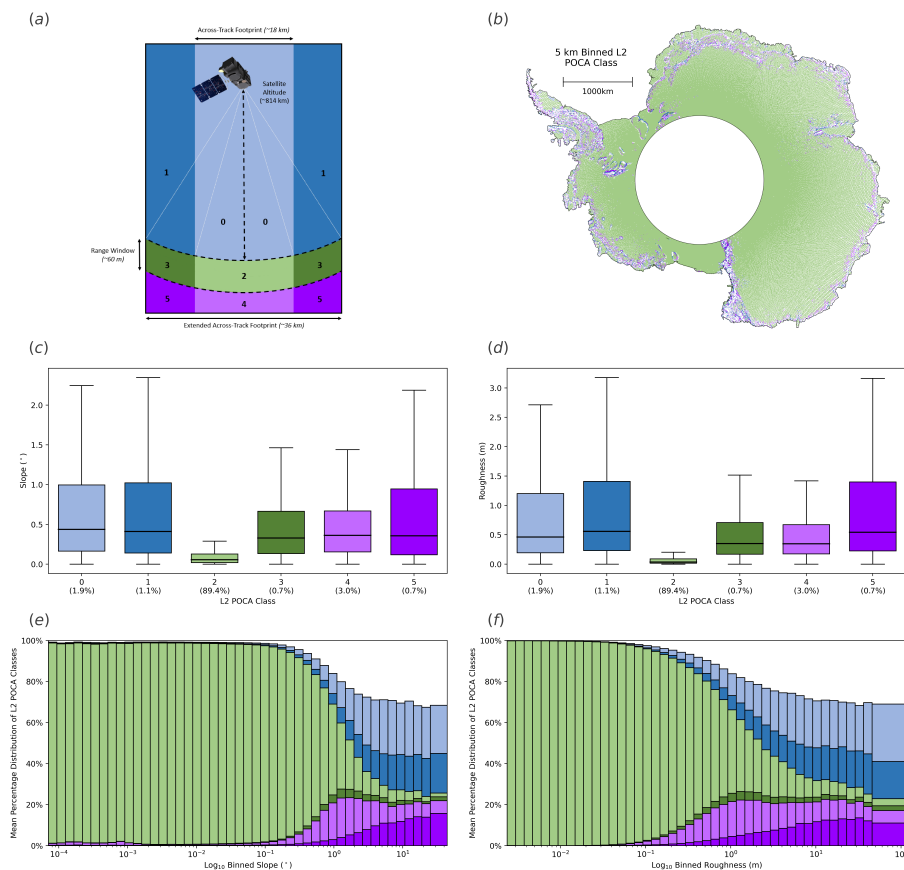 (a)
Across-Track Footprint (~18 km)
Satellite
Altitude
(~814 km)
1
1
0
0
Range Window
(~60 m)
3
2
3
5
4
5
Extended Across-Track Footprint (~36 km)
(b)
5 km Binned L2
POCA Class
1000km
(c)
Slope (°)
2.0
1.5
1.0
0.5
0.0
0
1
2
3
4
5
(1.9%)
(1.1%)
(89.4%)
(0.7%)
(3.0%)
(0.7%)
L2 POCA Class
(d)
Roughness (m)
3.0
2.5
2.0
1.5
1.0
0.5
0.0
0
1
2
3
4
5
(1.9%)
(1.1%)
(89.4%)
(0.7%)
(3.0%)
(0.7%)
L2 POCA Class
(e)
Mean Percentage Distribution of L2 POCA Classes
100%
80%
60%
40%
20%
0%
10⁻⁴
10⁻³
10⁻²
10⁻¹
10⁰
10¹
Log₁₀ Binned Slope (°)
(f)
Mean Percentage Distribution of L2 POCA Classes
100%
80%
60%
40%
20%
0%
10⁻²
10⁻¹
10⁰
10¹
10²
Log₁₀ Binned Roughness (m)